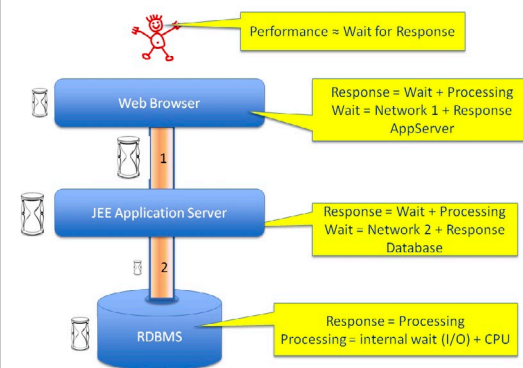 Performance ≈ Wait for Response
Web Browser
Response = Wait + Processing
Wait = Network 1 + Response
AppServer
1
JEE Application Server
Response = Wait + Processing
Wait = Network 2 + Response
Database
2
RDBMS
Response = Processing
Processing = internal wait (I/O) + CPU